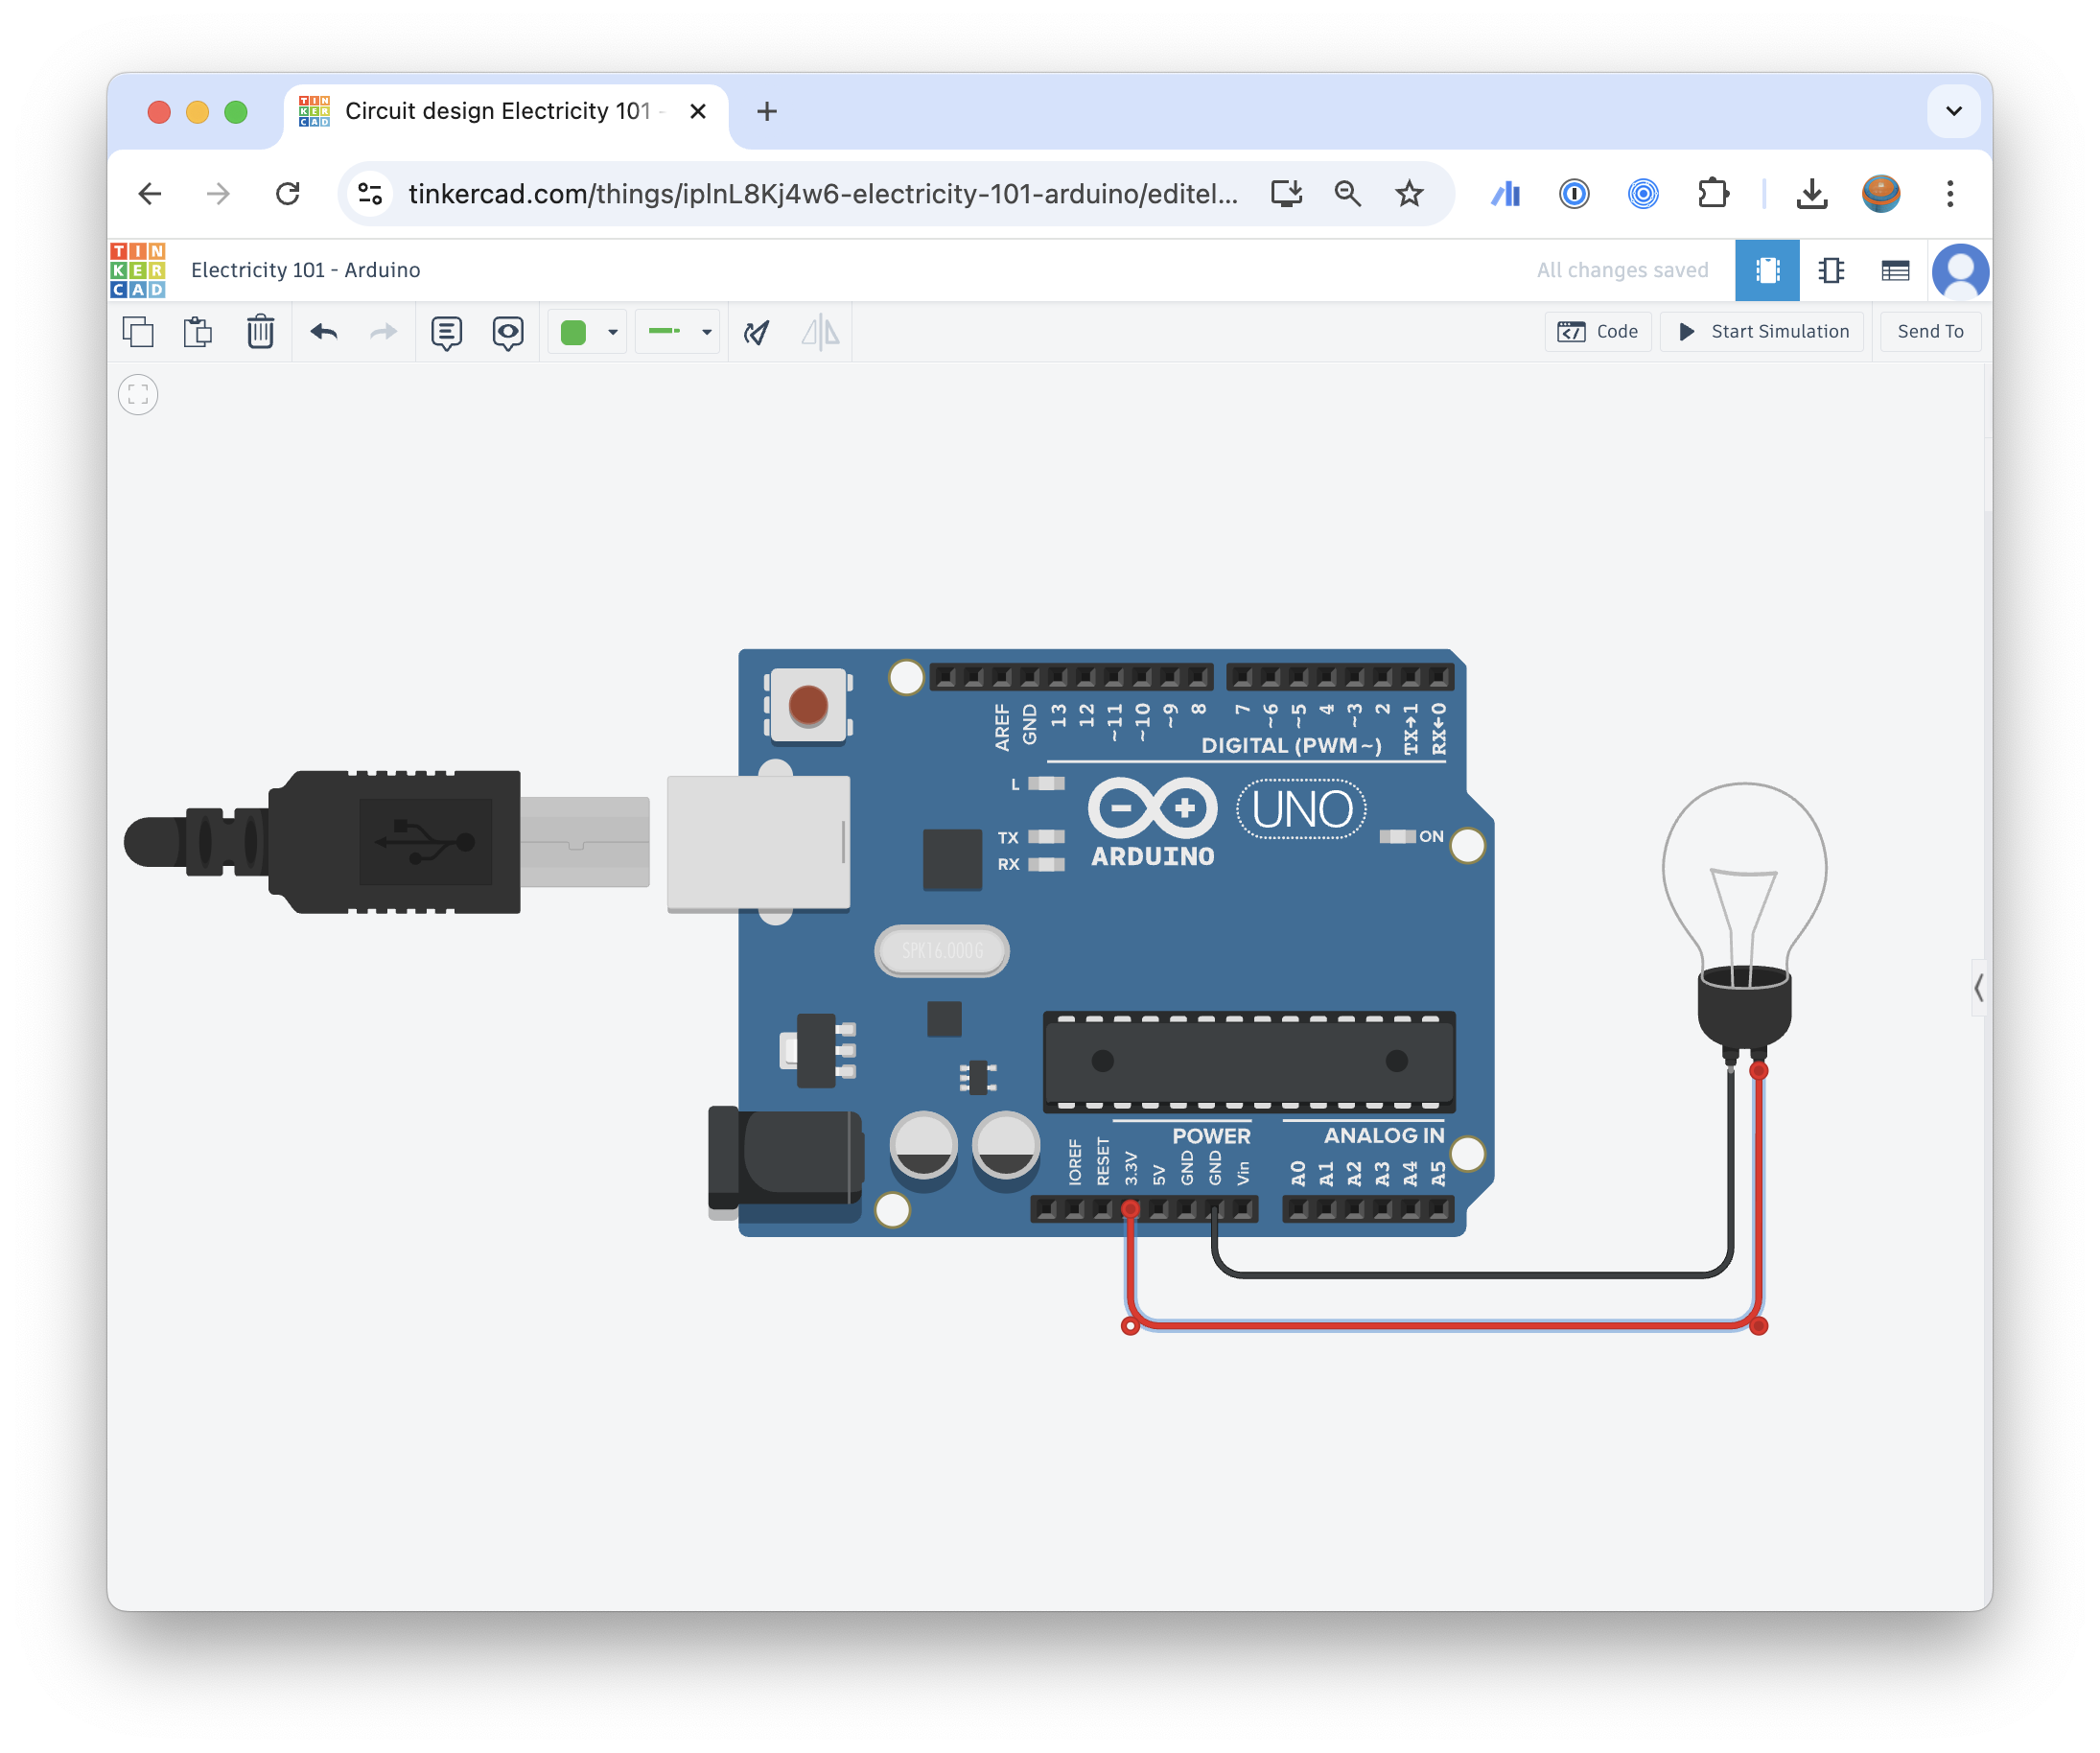 Circuit design Electricity 101 -
tinkercad.com/things/ipInL8Kj4w6-electricity-101-arduino/editel...
TIN
KER
CAD
Electricity 101 - Arduino
All changes saved
Code
Start Simulation
Send To
AREF
GND
13
12
~11
~10
~9
8
7
~6
~5
4
~3
2
TX→1
RX←0
DIGITAL (PWM~)
L
TX
RX
ARDUINO
UNO
ON
SPK16.000G
POWER
ANALOG IN
IOREF
RESET
3.3V
5V
GND
GND
Vin
A0
A1
A2
A3
A4
A5